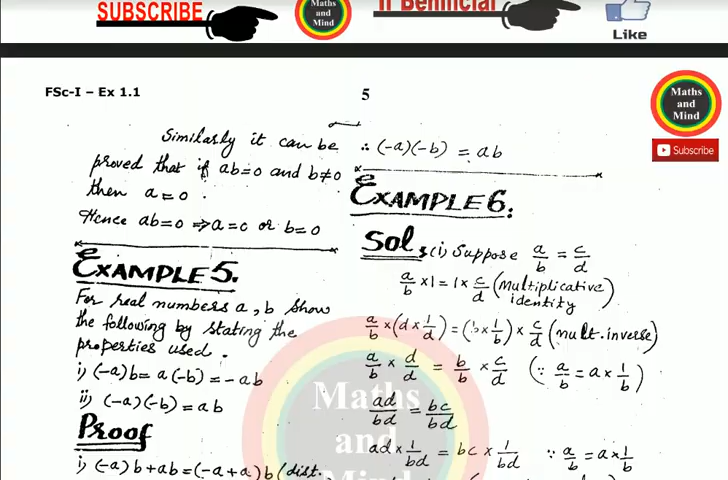 SUBSCRIBE
Maths
and
Mind
If Benificial
Like
FSc-I – Ex 1.1
5
Maths
and
Mind
Subscribe
Similarly it can be
proved that if ab=0 and b≠0
then a=0.
Hence ab=0 ⇒ a=0 or b=0
EXAMPLE 5.
For real numbers a, b show
the following by stating the
properties used.
i) (-a)b = a(-b) = -ab
ii) (-a)(-b) = ab
Proof
i) (-a)b+ab=(-a+a)b (dist.
∴ (-a)(-b) = ab
EXAMPLE 6:
Sol: (i) Suppose a/b = c/d
a/b ×1 = 1× c/d (Multiplicative
identity)
a/b ×(d × 1/d) = (b × 1/b) × c/d (mult.inverse)
a/b × d/d = b/b × c/d (∵ a/b = a × 1/b)
ad/bd = bc/bd
ad × 1/bd = bc × 1/bd ∵ a/b = a × 1/b
Maths
and
Mind